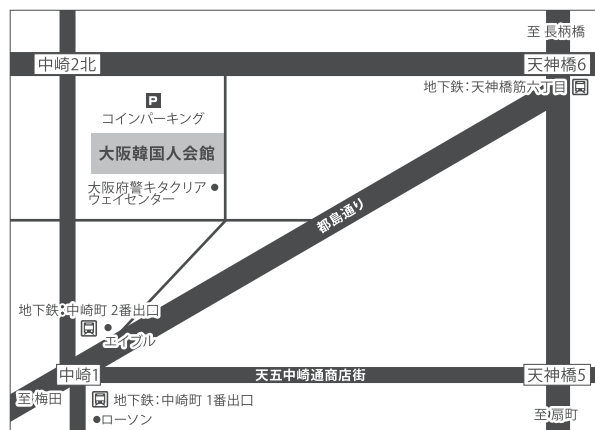 至 長柄橋
中崎2北
天神橋6
地下鉄：天神橋筋六丁目
P
コインパーキング
大阪韓国人会館
大阪府警キタクリア
ウェイセンター
都島通り
地下鉄：中崎町 2番出口
エイブル
中崎1
天五中崎通商店街
天神橋5
至 梅田
地下鉄：中崎町 1番出口
ローソン
至 扇町